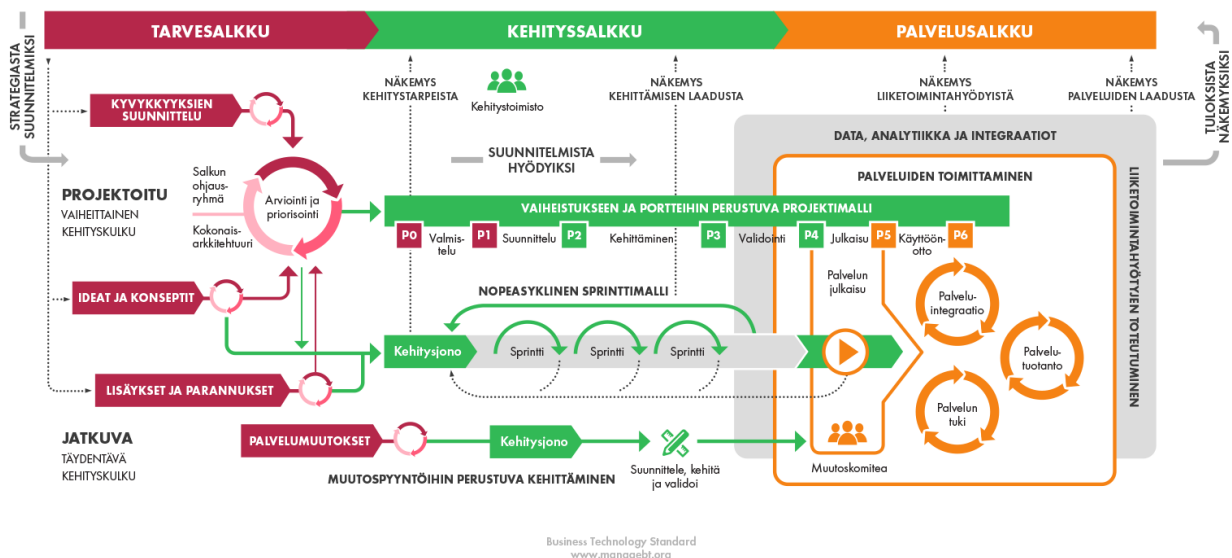 TARVESALKKU
KEHITYSSALKKU
PALVELUSALKKU
STRATEGIASTA
SUUNNITELMIKSI
TULOKSISTA
NÄKEMYKSIKSI
NÄKEMYS
KEHITYSTARPEISTA
Kehitystoimisto
NÄKEMYS
KEHITTÄMISEN LAADUSTA
NÄKEMYS
LIIKETOIMINTAHYÖDYISTÄ
NÄKEMYS
PALVELUIDEN LAADUSTA
KYVYKKYYKSIEN
SUUNNITTELU
DATA, ANALYTIIKKA JA INTEGRAATIOT
SUUNNITELMISTA
HYÖDYIKSI
PALVELUIDEN TOIMITTAMINEN
LIIKETOIMINTAHYÖTYJEN TOTEUTUMINEN
PROJEKTOITU
VAIHEITTAINEN
KEHITYSKULKU
Salkun
ohjaus-
ryhmä
Kokonais-
arkkitehtuuri
Arviointi ja
priorisointi
VAIHEISTUKSEEN JA PORTTEIHIN PERUSTUVA PROJEKTIMALLI
P0
Valmis-
telu
P1
Suunnittelu
P2
Kehittäminen
P3
Validointi
P4
Julkaisu
P5
Käyttöön-
otto
P6
IDEAT JA KONSEPTIT
NOPEASYKLINEN SPRINTTIMALLI
Palvelun
julkaisu
Palvelu-
integraatio
Kehitysjono
Sprintti
Sprintti
Sprintti
Palvelu-
tuotanto
LISÄYKSET JA PARANNUKSET
Palvelun
tuki
JATKUVA
TÄYDENTÄVÄ
KEHITYSKULKU
PALVELUMUUTOKSET
Kehitysjono
Suunnittele, kehitä
ja validoi
Muutoskomitea
MUUTOSPYYNTÖIHIN PERUSTUVA KEHITTÄMINEN
Business Technology Standard
www.managebt.org